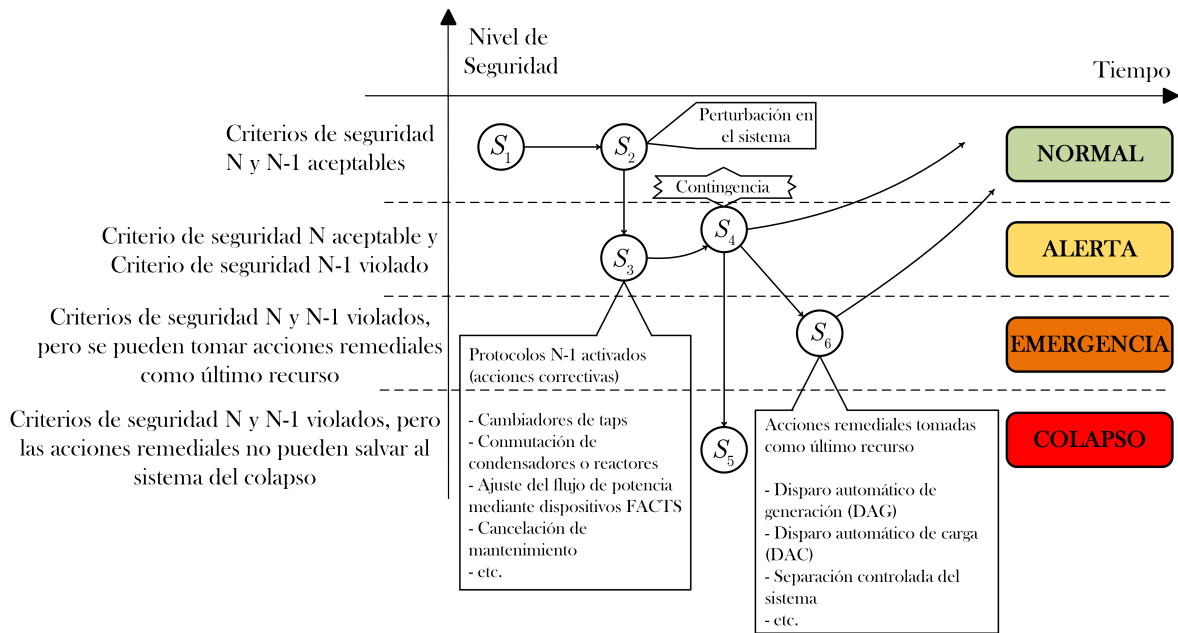 Nivel de
Seguridad
Tiempo
Criterios de seguridad
N y N-1 aceptables
S1
S2
Perturbación en
el sistema
NORMAL
Contingencia
Criterio de seguridad N aceptable y
Criterio de seguridad N-1 violado
S3
S4
ALERTA
Criterios de seguridad N y N-1 violados,
pero se pueden tomar acciones remediales
como último recurso
S6
EMERGENCIA
Protocolos N-1 activados
(acciones correctivas)
- Cambiadores de taps
- Conmutación de
condensadores o reactores
- Ajuste del flujo de potencia
mediante dispositivos FACTS
- Cancelación de
mantenimiento
- etc.
Criterios de seguridad N y N-1 violados, pero
las acciones remediales no pueden salvar al
sistema del colapso
S5
Acciones remediales tomadas
como último recurso
- Disparo automático de
generación (DAG)
- Disparo automático de carga
(DAC)
- Separación controlada del
sistema
- etc.
COLAPSO